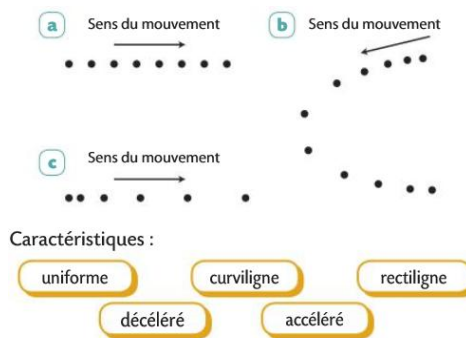 a Sens du mouvement
b Sens du mouvement
c Sens du mouvement
Caractéristiques :
uniforme curviligne rectiligne
décéléré accéléré